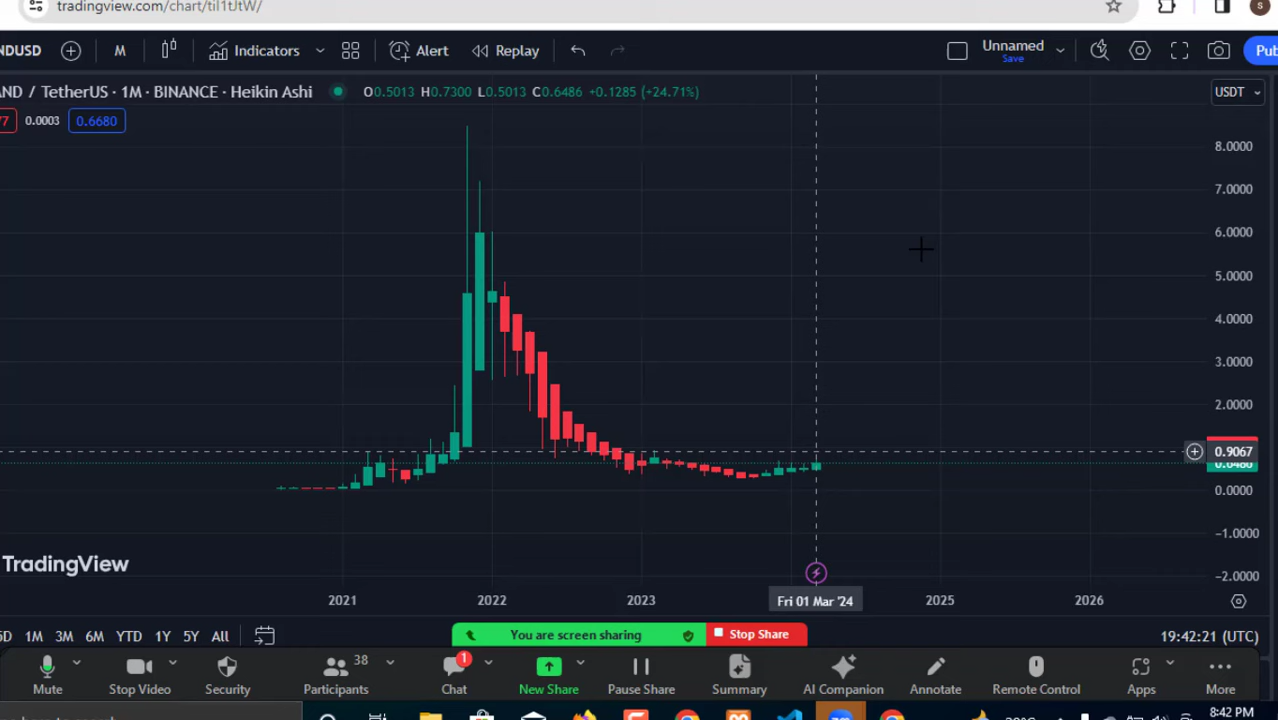 tradingview.com/chart/til1tJtW/
NDUSD
M
Indicators
Alert
Replay
Unnamed
Save
Pub
AND / TetherUS · 1M · BINANCE · Heikin Ashi
O0.5013 H0.7300 L0.5013 C0.6486 +0.1285 (+24.71%)
USDT
7
0.0003
0.6680
8.0000
7.0000
6.0000
5.0000
4.0000
3.0000
2.0000
0.9067
0.6486
0.0000
-1.0000
-2.0000
TradingView
2021
2022
2023
Fri 01 Mar '24
2025
2026
5D 1M 3M 6M YTD 1Y 5Y All
You are screen sharing
Stop Share
19:42:21 (UTC)
38
1
Mute
Stop Video
Security
Participants
Chat
New Share
Pause Share
Summary
AI Companion
Annotate
Remote Control
Apps
More
8:42 PM